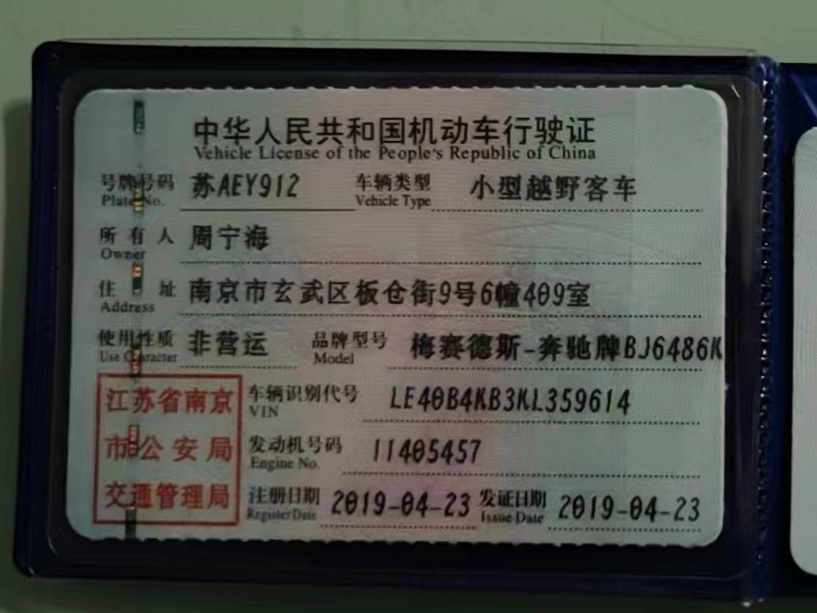 中华人民共和国机动车行驶证
Vehicle License of the People's Republic of China
号牌号码 苏AEY912 车辆类型 小型越野客车
Plate No. Vehicle Type
所有人 周宁海
Owner
住址 南京市玄武区板仓街9号6幢409室
Address
使用性质 非营运 品牌型号 梅赛德斯-奔驰牌BJ6486K
Use Character Model
江苏省南京 车辆识别代号 LE40B4KB3KL359614
VIN
市公安局 发动机号码 11405457
Engine No.
交通管理局 注册日期 2019-04-23 发证日期 2019-04-23
Register Date Issue Date